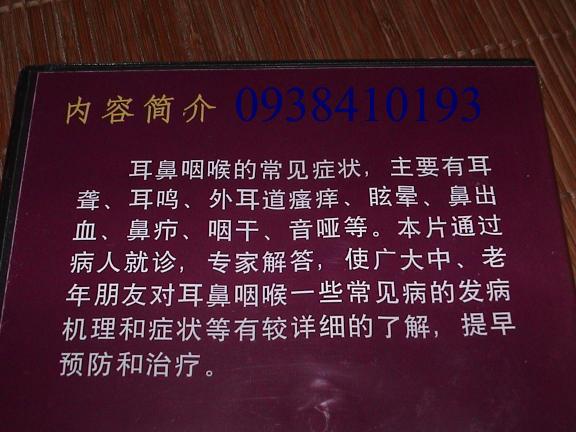 内容简介 0938410193
耳鼻咽喉的常见症状，主要有耳
聋、耳鸣、外耳道瘙痒、眩晕、鼻出
血、鼻疖、咽干、音哑等。本片通过
病人就诊，专家解答，使广大中、老
年朋友对耳鼻咽喉一些常见病的发病
机理和症状等有较详细的了解，提早
预防和治疗。